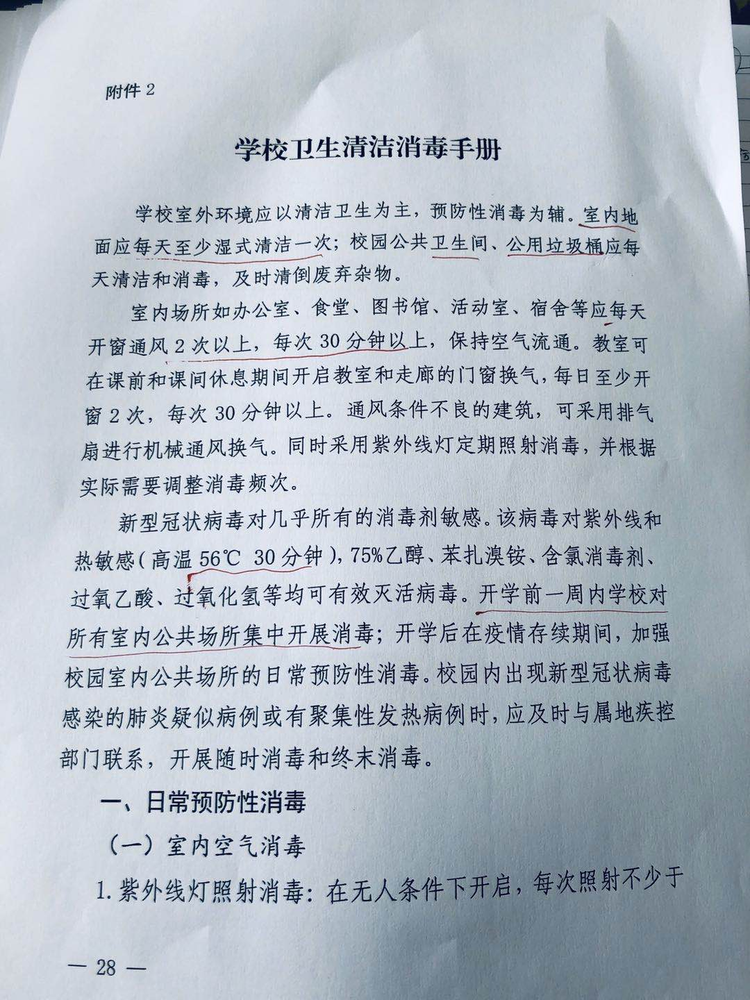 附件 2
学校卫生清洁消毒手册
学校室外环境应以清洁卫生为主，预防性消毒为辅。室内地
面应每天至少湿式清洁一次；校园公共卫生间、公用垃圾桶应每
天清洁和消毒，及时清倒废弃杂物。
室内场所如办公室、食堂、图书馆、活动室、宿舍等应每天
开窗通风 2 次以上，每次 30 分钟以上，保持空气流通。教室可
在课前和课间休息期间开启教室和走廊的门窗换气，每日至少开
窗 2 次，每次 30 分钟以上。通风条件不良的建筑，可采用排气
扇进行机械通风换气。同时采用紫外线灯定期照射消毒，并根据
实际需要调整消毒频次。
新型冠状病毒对几乎所有的消毒剂敏感。该病毒对紫外线和
热敏感（高温 56℃ 30 分钟），75%乙醇、苯扎溴铵、含氯消毒剂、
过氧乙酸、过氧化氢等均可有效灭活病毒。开学前一周内学校对
所有室内公共场所集中开展消毒；开学后在疫情存续期间，加强
校园室内公共场所的日常预防性消毒。校园内出现新型冠状病毒
感染的肺炎疑似病例或有聚集性发热病例时，应及时与属地疾控
部门联系，开展随时消毒和终末消毒。
一、日常预防性消毒
（一）室内空气消毒
1. 紫外线灯照射消毒：在无人条件下开启，每次照射不少于
— 28 —